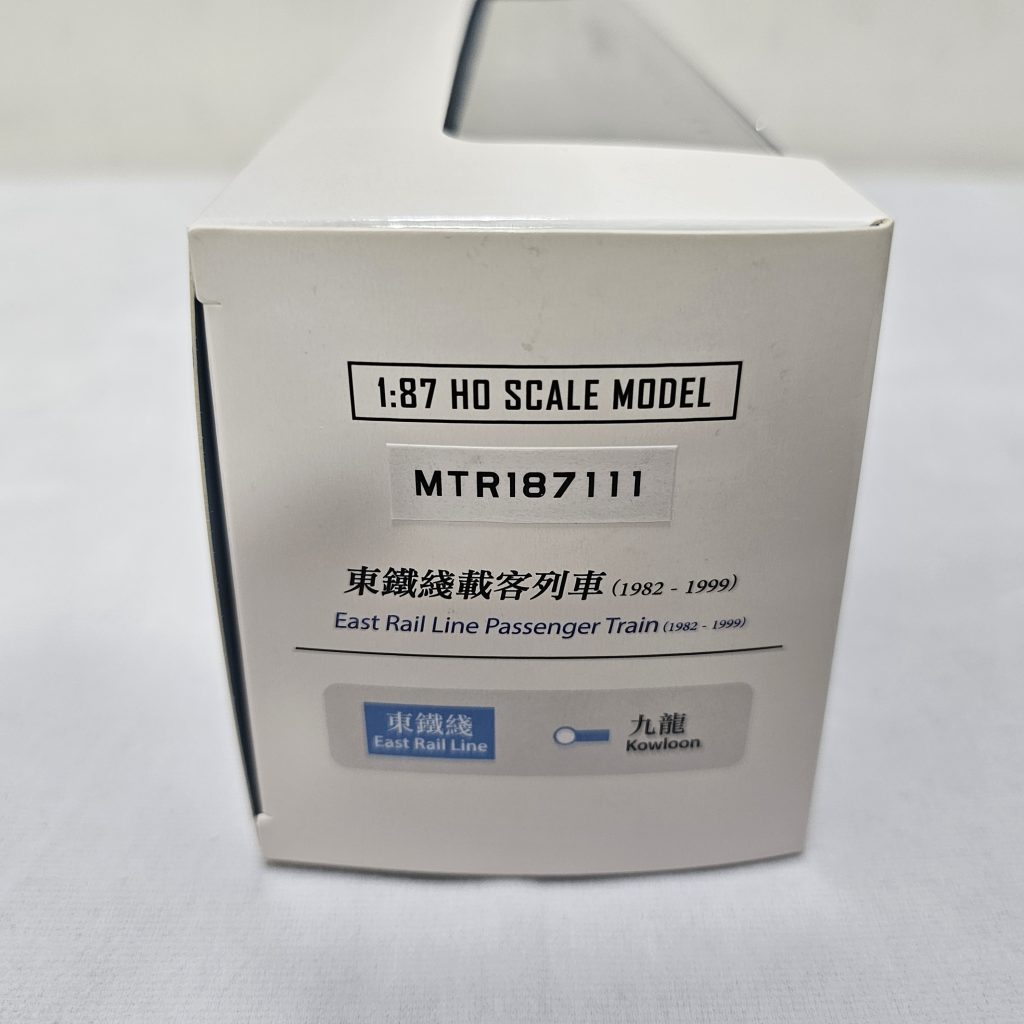 1:87 HO SCALE MODEL
MTR187111
東鐵綫載客列車 (1982 - 1999)
East Rail Line Passenger Train (1982 - 1999)
東鐵綫
East Rail Line
九龍
Kowloon